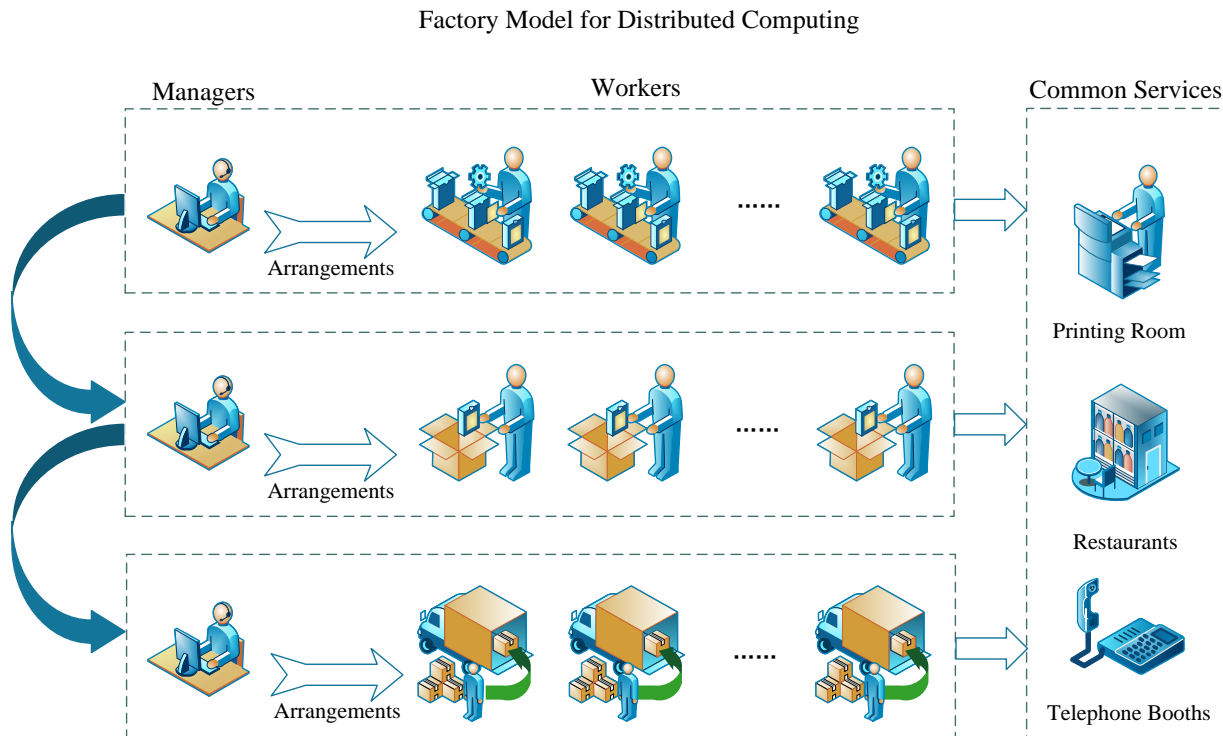 Factory Model for Distributed Computing
Managers
Workers
Common Services
......
Arrangements
Printing Room
......
Arrangements
Restaurants
......
Arrangements
Telephone Booths